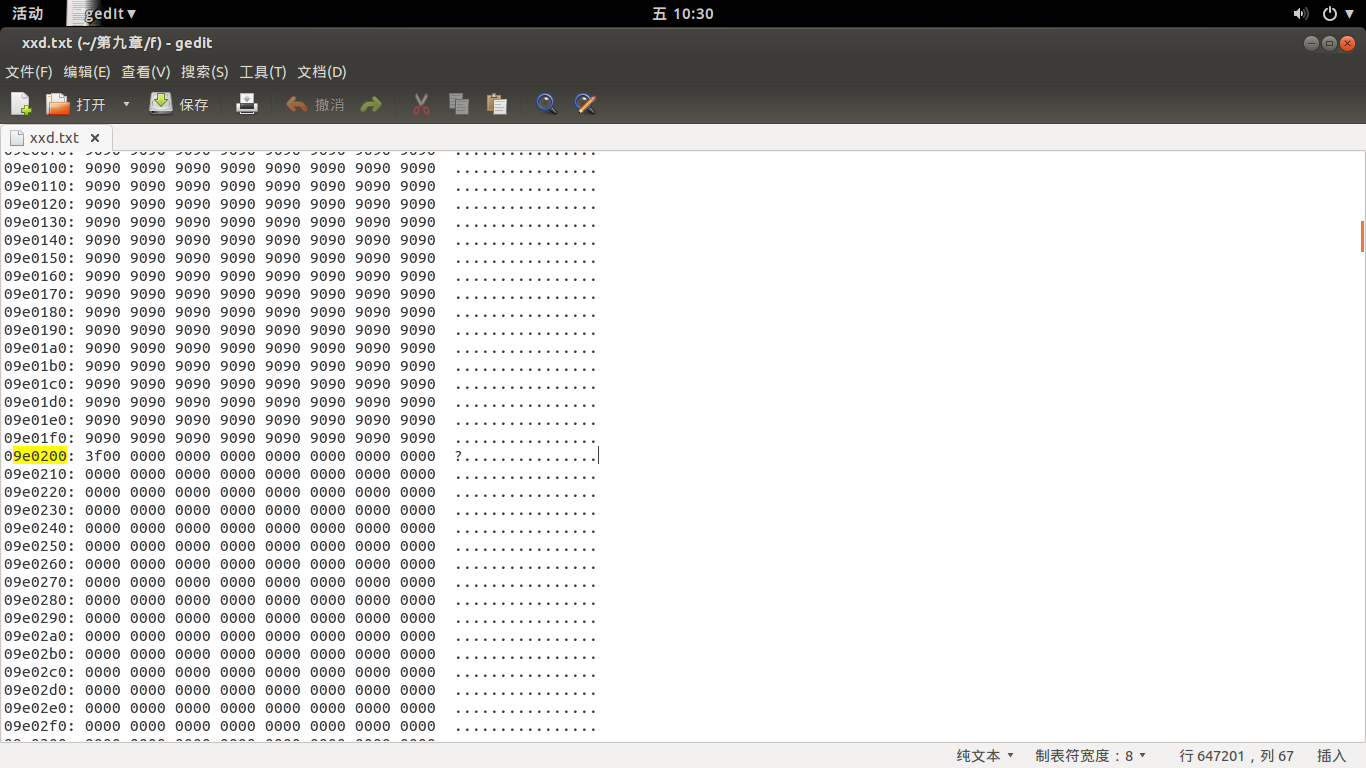 活动 gedit ▾ 五 10:30
xxd.txt (~/第九章/f) - gedit
文件(F) 编辑(E) 查看(V) 搜索(S) 工具(T) 文档(D)
打开 保存 撤消
xxd.txt ×
09e00f0: 9090 9090 9090 9090 9090 9090 9090 9090 ................
09e0100: 9090 9090 9090 9090 9090 9090 9090 9090 ................
09e0110: 9090 9090 9090 9090 9090 9090 9090 9090 ................
09e0120: 9090 9090 9090 9090 9090 9090 9090 9090 ................
09e0130: 9090 9090 9090 9090 9090 9090 9090 9090 ................
09e0140: 9090 9090 9090 9090 9090 9090 9090 9090 ................
09e0150: 9090 9090 9090 9090 9090 9090 9090 9090 ................
09e0160: 9090 9090 9090 9090 9090 9090 9090 9090 ................
09e0170: 9090 9090 9090 9090 9090 9090 9090 9090 ................
09e0180: 9090 9090 9090 9090 9090 9090 9090 9090 ................
09e0190: 9090 9090 9090 9090 9090 9090 9090 9090 ................
09e01a0: 9090 9090 9090 9090 9090 9090 9090 9090 ................
09e01b0: 9090 9090 9090 9090 9090 9090 9090 9090 ................
09e01c0: 9090 9090 9090 9090 9090 9090 9090 9090 ................
09e01d0: 9090 9090 9090 9090 9090 9090 9090 9090 ................
09e01e0: 9090 9090 9090 9090 9090 9090 9090 9090 ................
09e01f0: 9090 9090 9090 9090 9090 9090 9090 9090 ................
09e0200: 3f00 0000 0000 0000 0000 0000 0000 0000 ?...............
09e0210: 0000 0000 0000 0000 0000 0000 0000 0000 ................
09e0220: 0000 0000 0000 0000 0000 0000 0000 0000 ................
09e0230: 0000 0000 0000 0000 0000 0000 0000 0000 ................
09e0240: 0000 0000 0000 0000 0000 0000 0000 0000 ................
09e0250: 0000 0000 0000 0000 0000 0000 0000 0000 ................
09e0260: 0000 0000 0000 0000 0000 0000 0000 0000 ................
09e0270: 0000 0000 0000 0000 0000 0000 0000 0000 ................
09e0280: 0000 0000 0000 0000 0000 0000 0000 0000 ................
09e0290: 0000 0000 0000 0000 0000 0000 0000 0000 ................
09e02a0: 0000 0000 0000 0000 0000 0000 0000 0000 ................
09e02b0: 0000 0000 0000 0000 0000 0000 0000 0000 ................
09e02c0: 0000 0000 0000 0000 0000 0000 0000 0000 ................
09e02d0: 0000 0000 0000 0000 0000 0000 0000 0000 ................
09e02e0: 0000 0000 0000 0000 0000 0000 0000 0000 ................
09e02f0: 0000 0000 0000 0000 0000 0000 0000 0000 ................
纯文本 制表符宽度：8 行 647201，列 67 插入